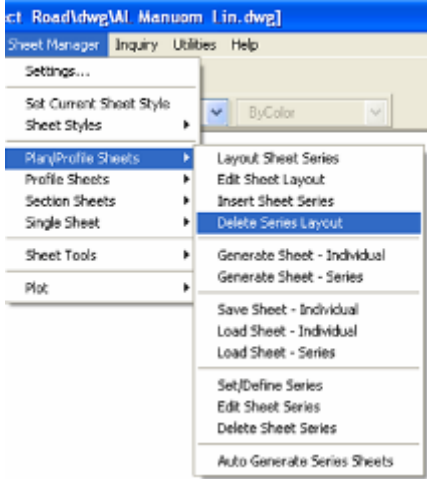 ct Road\dwg\Al Manuom Lin.dwg]
Sheet Manager Inquiry Utilities Help
Settings...
Set Current Sheet Style
Sheet Styles
ByColor
Plan/Profile Sheets
Profile Sheets
Section Sheets
Single Sheet
Sheet Tools
Plot
Layout Sheet Series
Edit Sheet Layout
Insert Sheet Series
Delete Series Layout
Generate Sheet - Individual
Generate Sheet - Series
Save Sheet - Individual
Load Sheet - Individual
Load Sheet - Series
Set/Define Series
Edit Sheet Series
Delete Sheet Series
Auto Generate Series Sheets